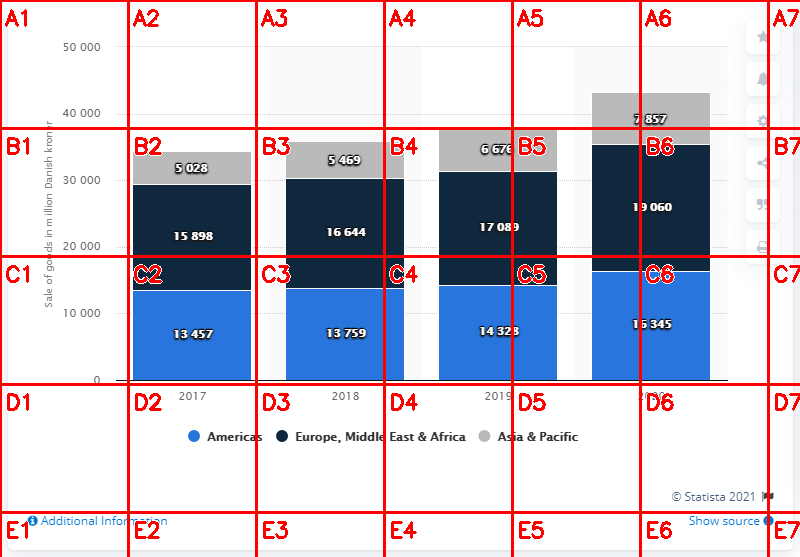 50 000
40 000
7 857
6 676
5 469
5 028
30 000
19 060
17 089
16 644
15 898
20 000
10 000
16 345
14 328
13 759
13 457
0
Sale of goods in million Danish kroner
2017 2018 2019 2020
Americas Europe, Middle East & Africa Asia & Pacific
© Statista 2021
Additional Information Show source
A1 A2 A3 A4 A5 A6 A7
B1 B2 B3 B4 B5 B6 B7
C1 C2 C3 C4 C5 C6 C7
D1 D2 D3 D4 D5 D6 D7
E1 E2 E3 E4 E5 E6 E7